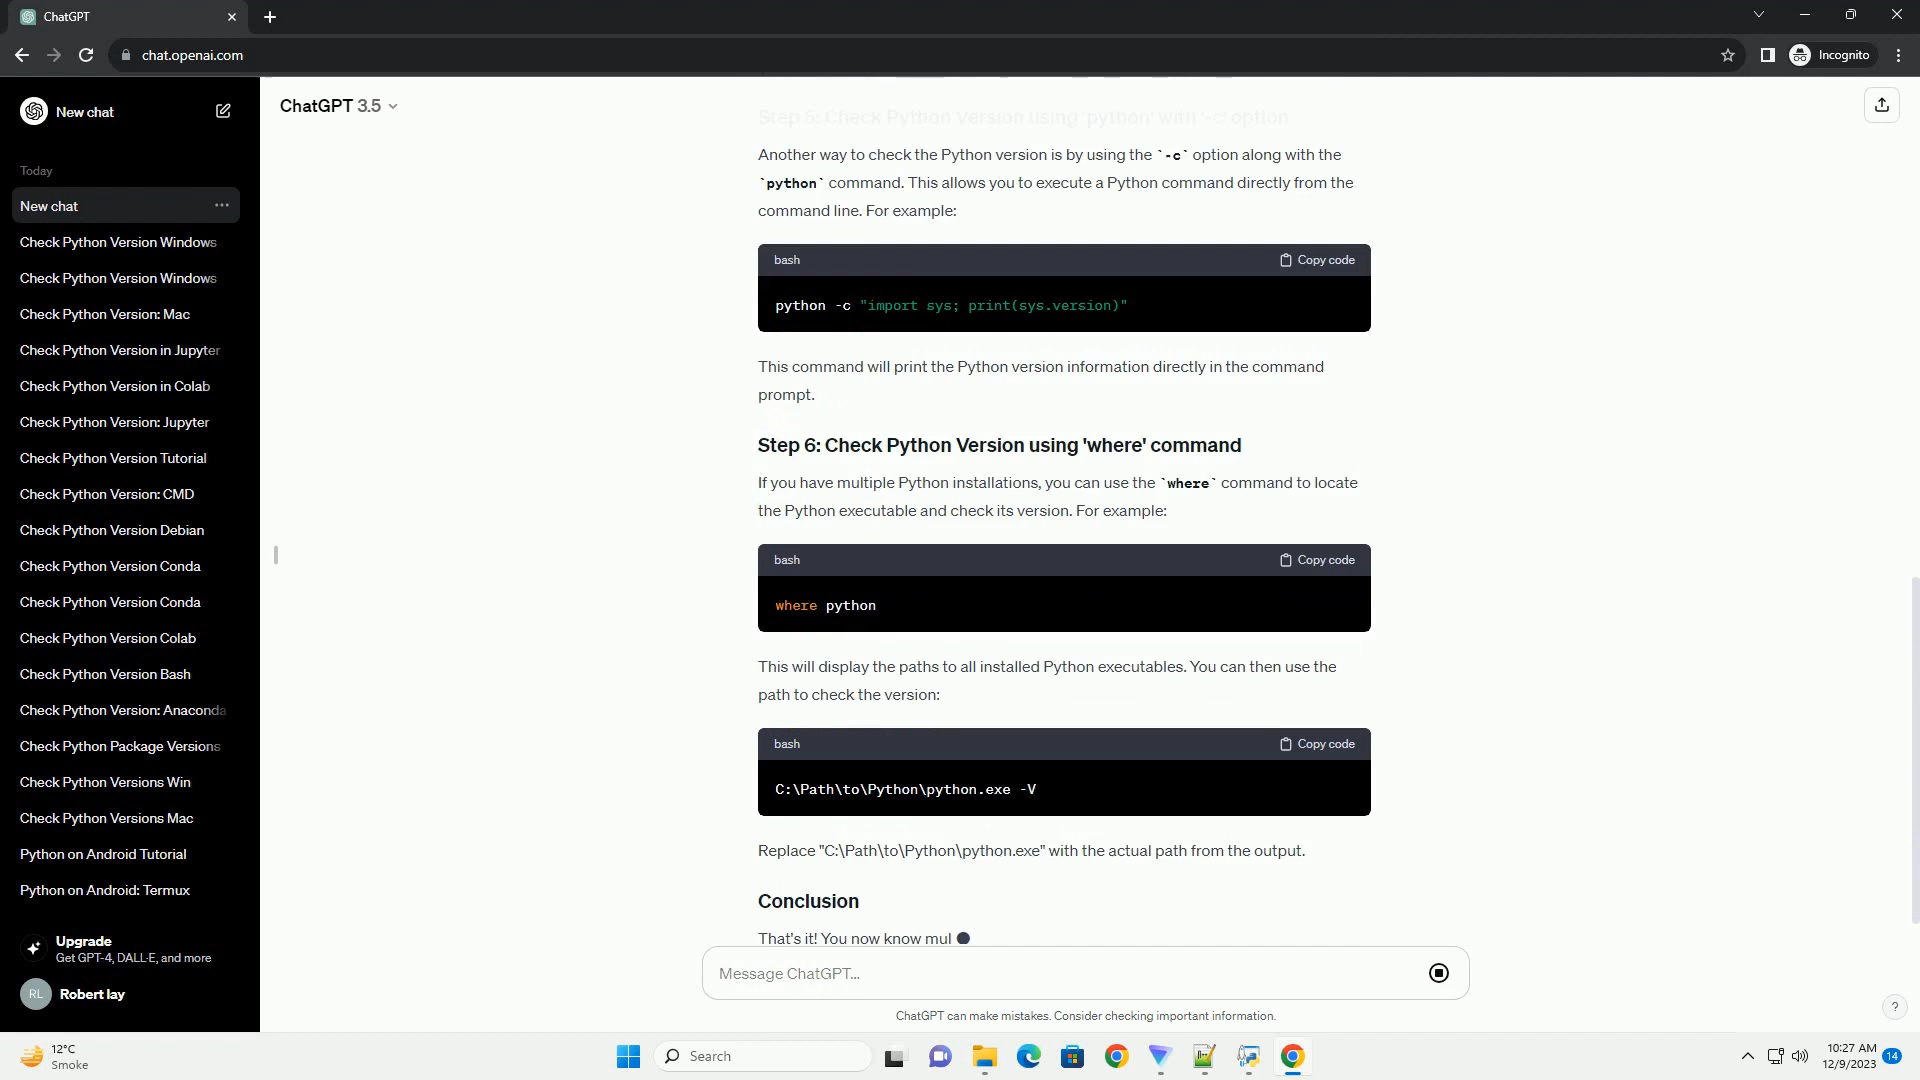 ChatGPT
chat.openai.com
Incognito
New chat
ChatGPT 3.5
Today
New chat
Check Python Version Windows
Check Python Version Windows
Check Python Version: Mac
Check Python Version in Jupyter
Check Python Version in Colab
Check Python Version: Jupyter
Check Python Version Tutorial
Check Python Version: CMD
Check Python Version Debian
Check Python Version Conda
Check Python Version Conda
Check Python Version Colab
Check Python Version Bash
Check Python Version: Anaconda
Check Python Package Versions
Check Python Versions Win
Check Python Versions Mac
Python on Android Tutorial
Python on Android: Termux
Upgrade
Get GPT-4, DALL·E, and more
RL
Robert lay
Step 5: Check Python Version using 'python' with '-c' option
Another way to check the Python version is by using the `-c` option along with the
`python` command. This allows you to execute a Python command directly from the
command line. For example:
bash
Copy code
python -c "import sys; print(sys.version)"
This command will print the Python version information directly in the command
prompt.
Step 6: Check Python Version using 'where' command
If you have multiple Python installations, you can use the `where` command to locate
the Python executable and check its version. For example:
bash
Copy code
where python
This will display the paths to all installed Python executables. You can then use the
path to check the version:
bash
Copy code
C:\Path\to\Python\python.exe -V
Replace "C:\Path\to\Python\python.exe" with the actual path from the output.
Conclusion
That's it! You now know mul
Message ChatGPT...
ChatGPT can make mistakes. Consider checking important information.
?
12°C
Smoke
Search
10:27 AM
12/9/2023
14